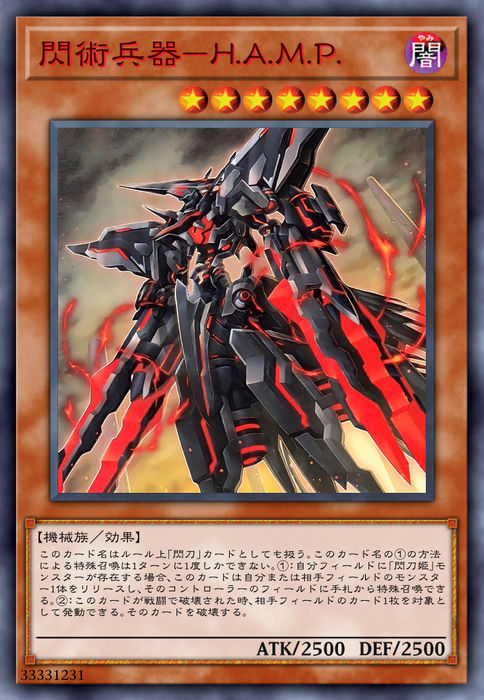 閃術兵器-H.A.M.P.
やみ
闇
【機械族/効果】
このカード名はルール上「閃刀」カードとしても扱う。このカード名の①の方法
による特殊召喚は1ターンに1度しかできない。①:自分フィールドに「閃刀姫」モ
ンスターが存在する場合、このカードは自分または相手フィールドのモンスタ
ー1体をリリースし、そのコントローラーのフィールドに手札から特殊召喚でき
る。②:このカードが戦闘で破壊された時、相手フィールドのカード1枚を対象と
して発動できる。そのカードを破壊する。
ATK/2500 DEF/2500
33331231